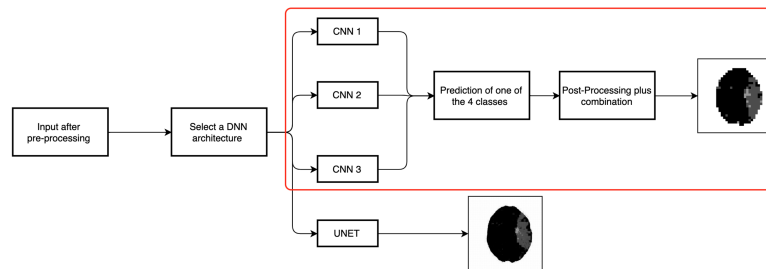 Input after
pre-processing
Select a DNN
architecture
CNN 1
CNN 2
CNN 3
UNET
Prediction of one of
the 4 classes
Post-Processing plus
combination